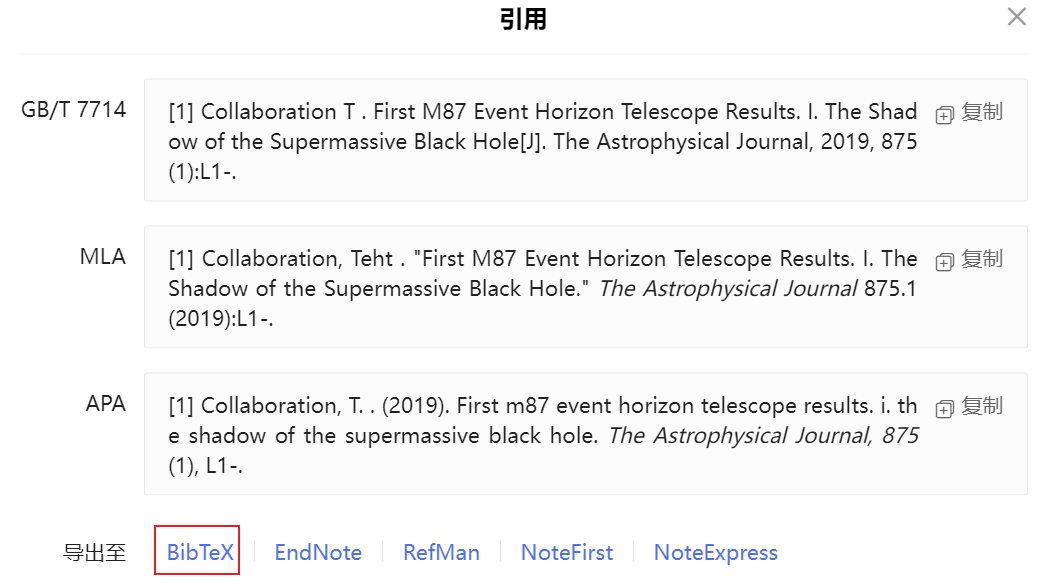 引用
GB/T 7714
[1] Collaboration T . First M87 Event Horizon Telescope Results. I. The Shad
ow of the Supermassive Black Hole[J]. The Astrophysical Journal, 2019, 875
(1):L1-.
复制
MLA
[1] Collaboration, Teht . "First M87 Event Horizon Telescope Results. I. The
Shadow of the Supermassive Black Hole." The Astrophysical Journal 875.1
(2019):L1-.
复制
APA
[1] Collaboration, T. . (2019). First m87 event horizon telescope results. i. th
e shadow of the supermassive black hole. The Astrophysical Journal, 875
(1), L1-.
复制
导出至 BibTeX EndNote RefMan NoteFirst NoteExpress